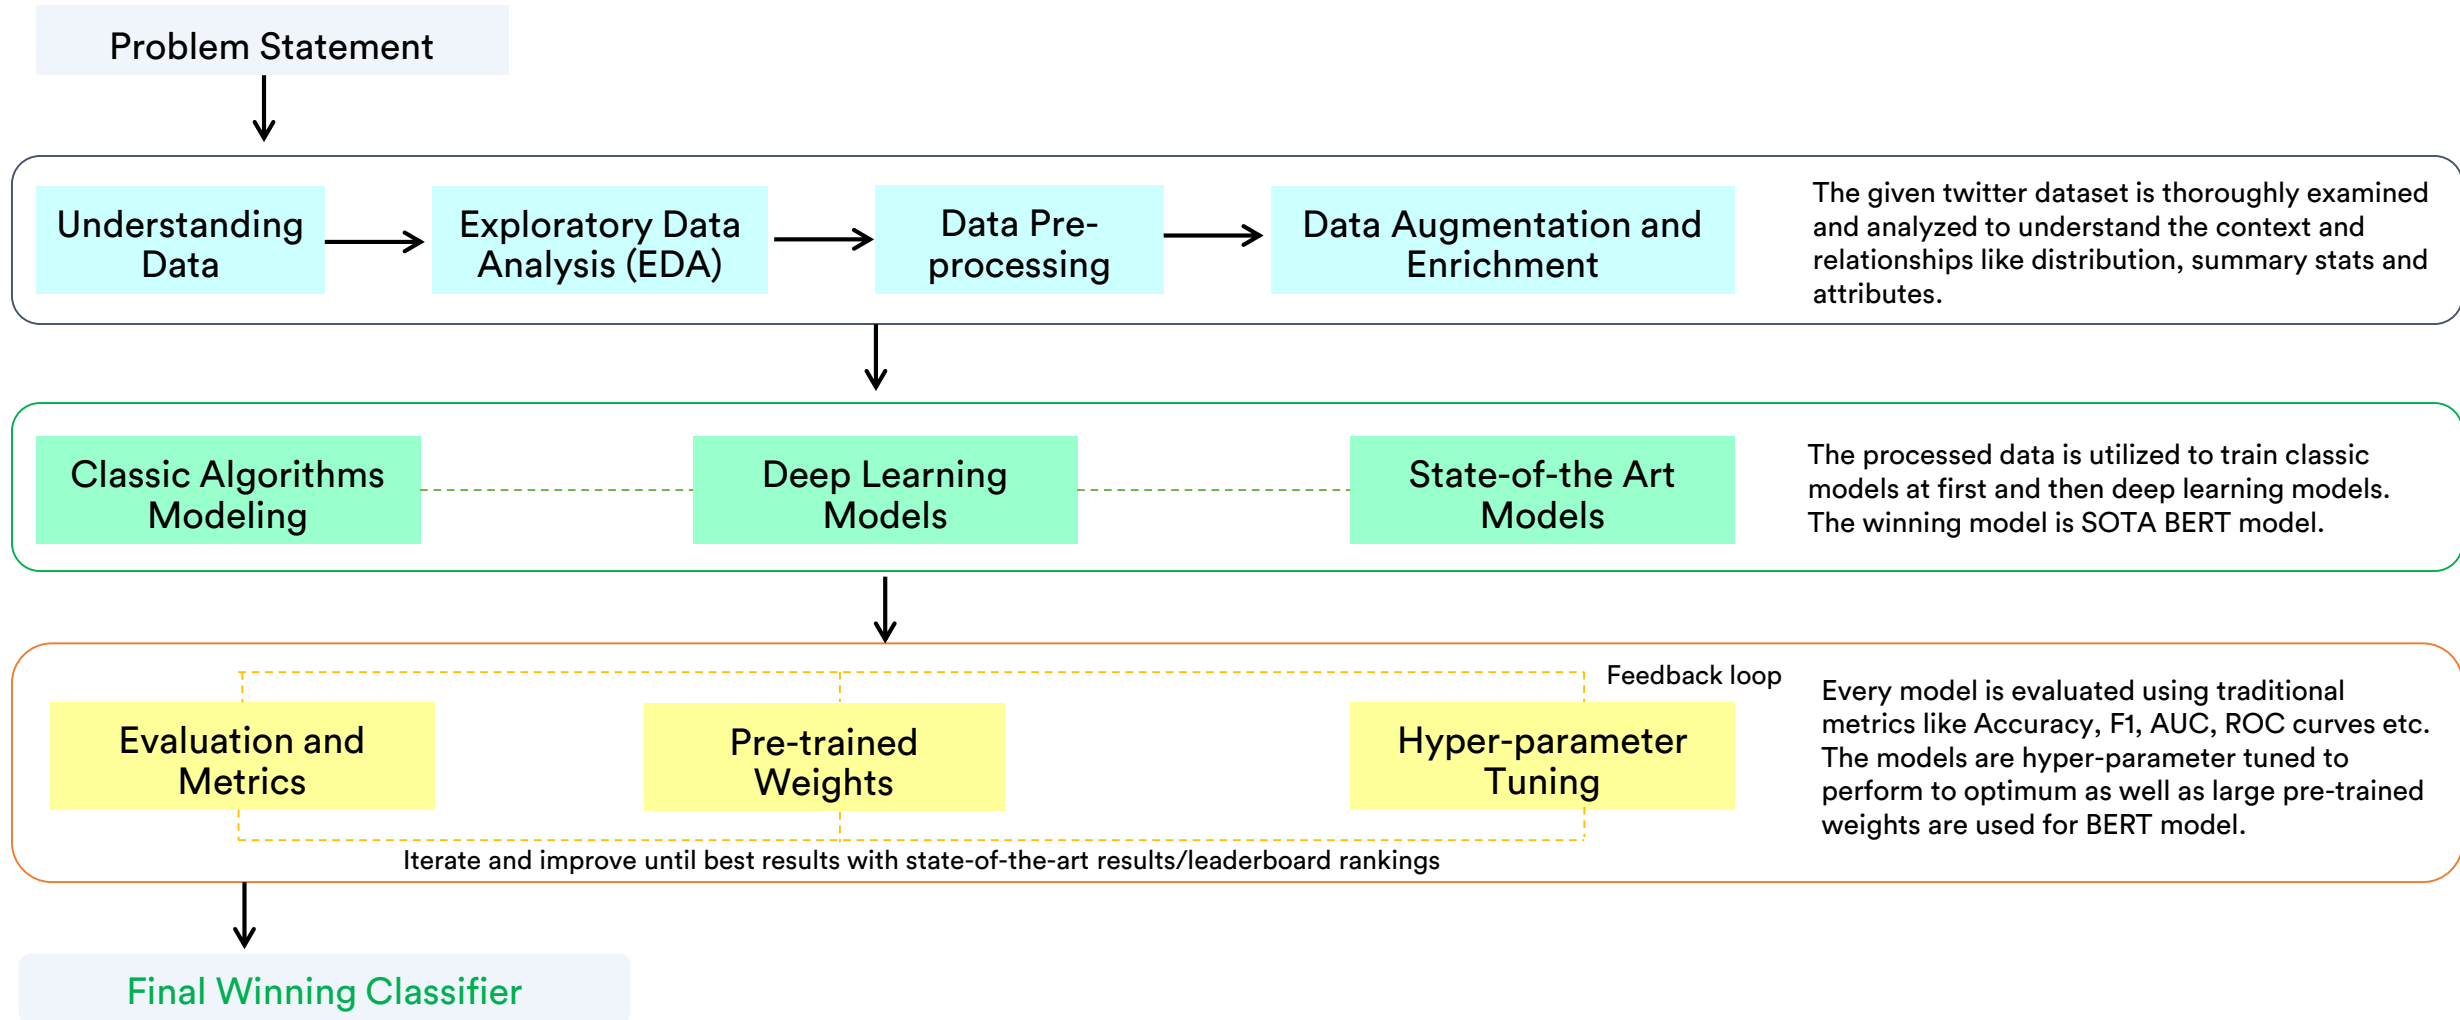 Problem Statement
Understanding
Data
Exploratory Data
Analysis (EDA)
Data Pre-
processing
Data Augmentation and
Enrichment
The given twitter dataset is thoroughly examined
and analyzed to understand the context and
relationships like distribution, summary stats and
attributes.
Classic Algorithms
Modeling
Deep Learning
Models
State-of-the Art
Models
The processed data is utilized to train classic
models at first and then deep learning models.
The winning model is SOTA BERT model.
Feedback loop
Evaluation and
Metrics
Pre-trained
Weights
Hyper-parameter
Tuning
Every model is evaluated using traditional
metrics like Accuracy, F1, AUC, ROC curves etc.
The models are hyper-parameter tuned to
perform to optimum as well as large pre-trained
weights are used for BERT model.
Iterate and improve until best results with state-of-the-art results/leaderboard rankings
Final Winning Classifier